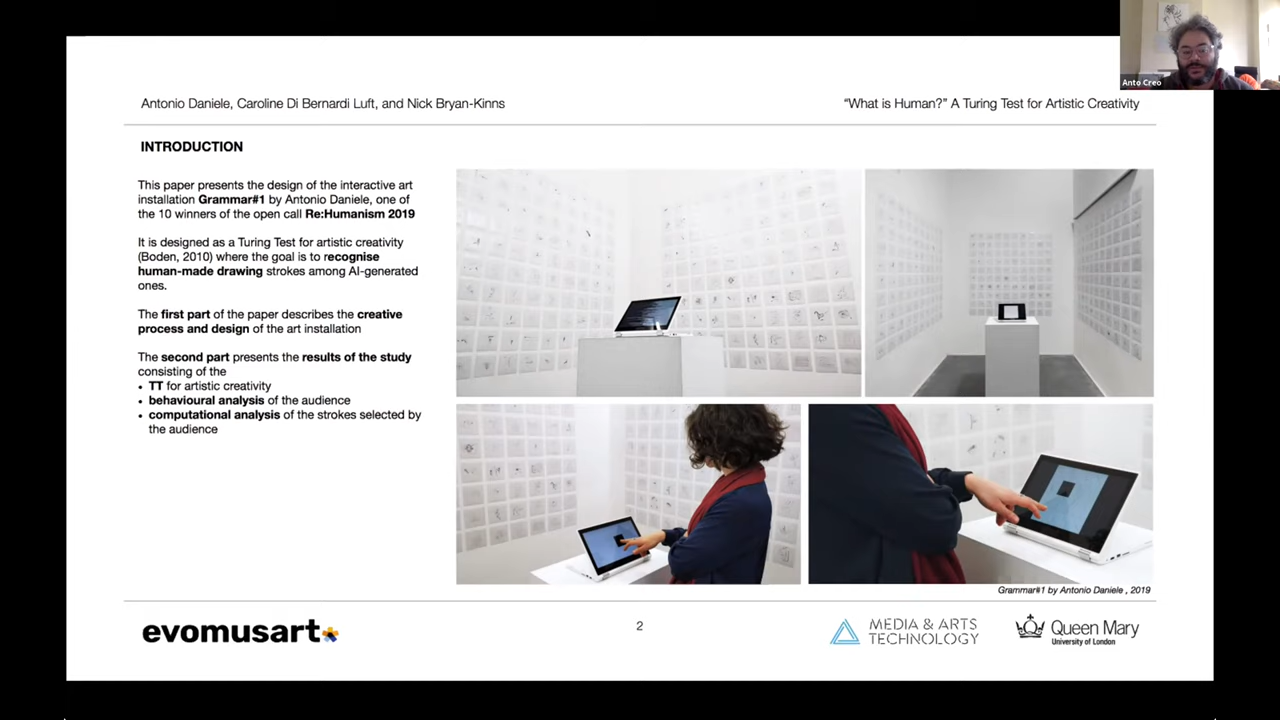 Anto Creo
Antonio Daniele, Caroline Di Bernardi Luft, and Nick Bryan-Kinns
“What is Human?” A Turing Test for Artistic Creativity
INTRODUCTION
This paper presents the design of the interactive art
installation Grammar#1 by Antonio Daniele, one of
the 10 winners of the open call Re:Humanism 2019
It is designed as a Turing Test for artistic creativity
(Boden, 2010) where the goal is to recognise
human-made drawing strokes among AI-generated
ones.
The first part of the paper describes the creative
process and design of the art installation
The second part presents the results of the study
consisting of the
• TT for artistic creativity
• behavioural analysis of the audience
• computational analysis of the strokes selected by
the audience
Grammar#1 by Antonio Daniele , 2019
evomusart
2
MEDIA & ARTS
TECHNOLOGY
Queen Mary
University of London